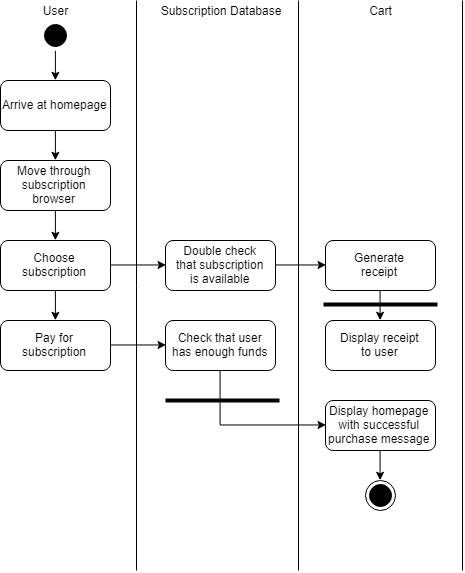 User
Subscription Database
Cart
Arrive at homepage
Move through
subscription
browser
Choose
subscription
Double check
that subscription
is available
Generate
receipt
Pay for
subscription
Check that user
has enough funds
Display receipt
to user
Display homepage
with successful
purchase message